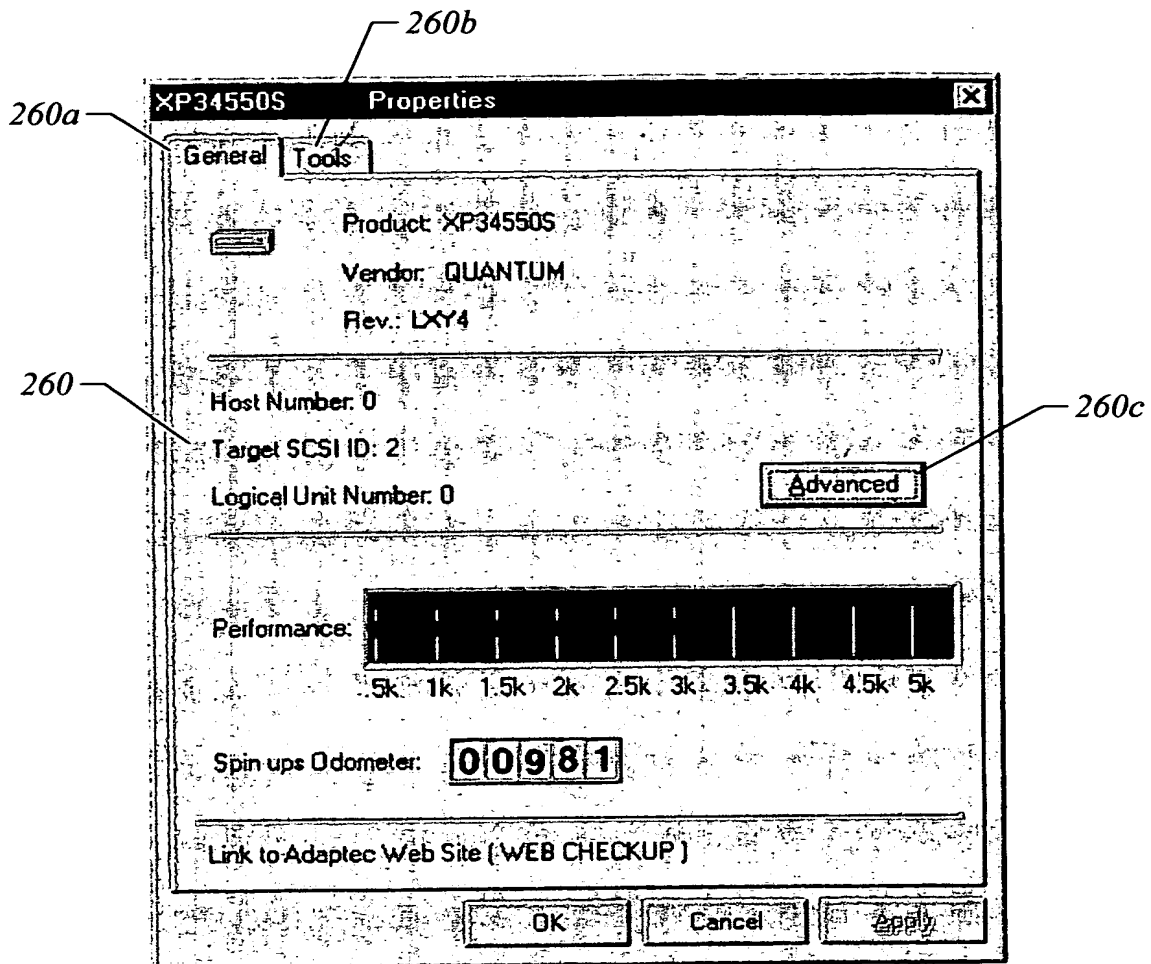 260b
XP34550S Properties
260a
General Tools
Product: XP34550S
Vendor: QUANTUM
Rev.: LXY4
260
Host Number: 0
260c
Target SCSI ID: 2
Advanced
Logical Unit Number: 0
Performance:
.5k 1k 1.5k 2k 2.5k 3k 3.5k 4k 4.5k 5k
Spin ups Odometer: 00981
Link to Adaptec Web Site ( WEB CHECKUP )
OK Cancel Apply